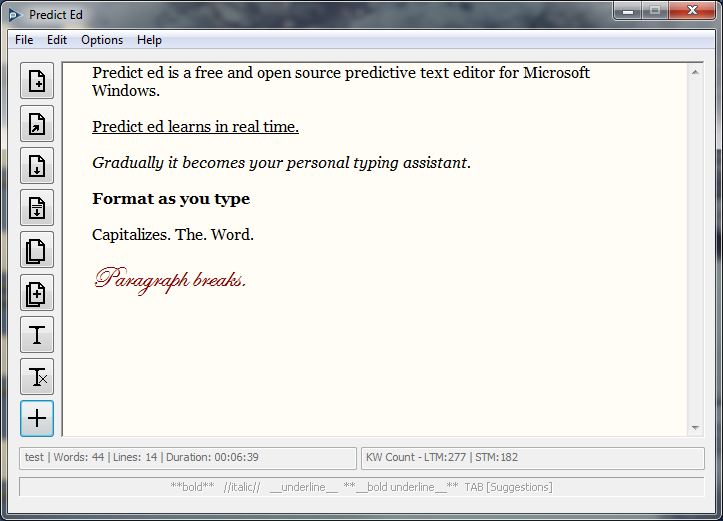 Predict Ed
File Edit Options Help
Predict ed is a free and open source predictive text editor for Microsoft
Windows.
Predict ed learns in real time.
Gradually it becomes your personal typing assistant.
Format as you type
Capitalizes. The. Word.
Paragraph breaks.
test | Words: 44 | Lines: 14 | Duration: 00:06:39
KW Count - LTM:277 | STM:182
**bold** //italic// __underline__ **__bold underline__** TAB [Suggestions]